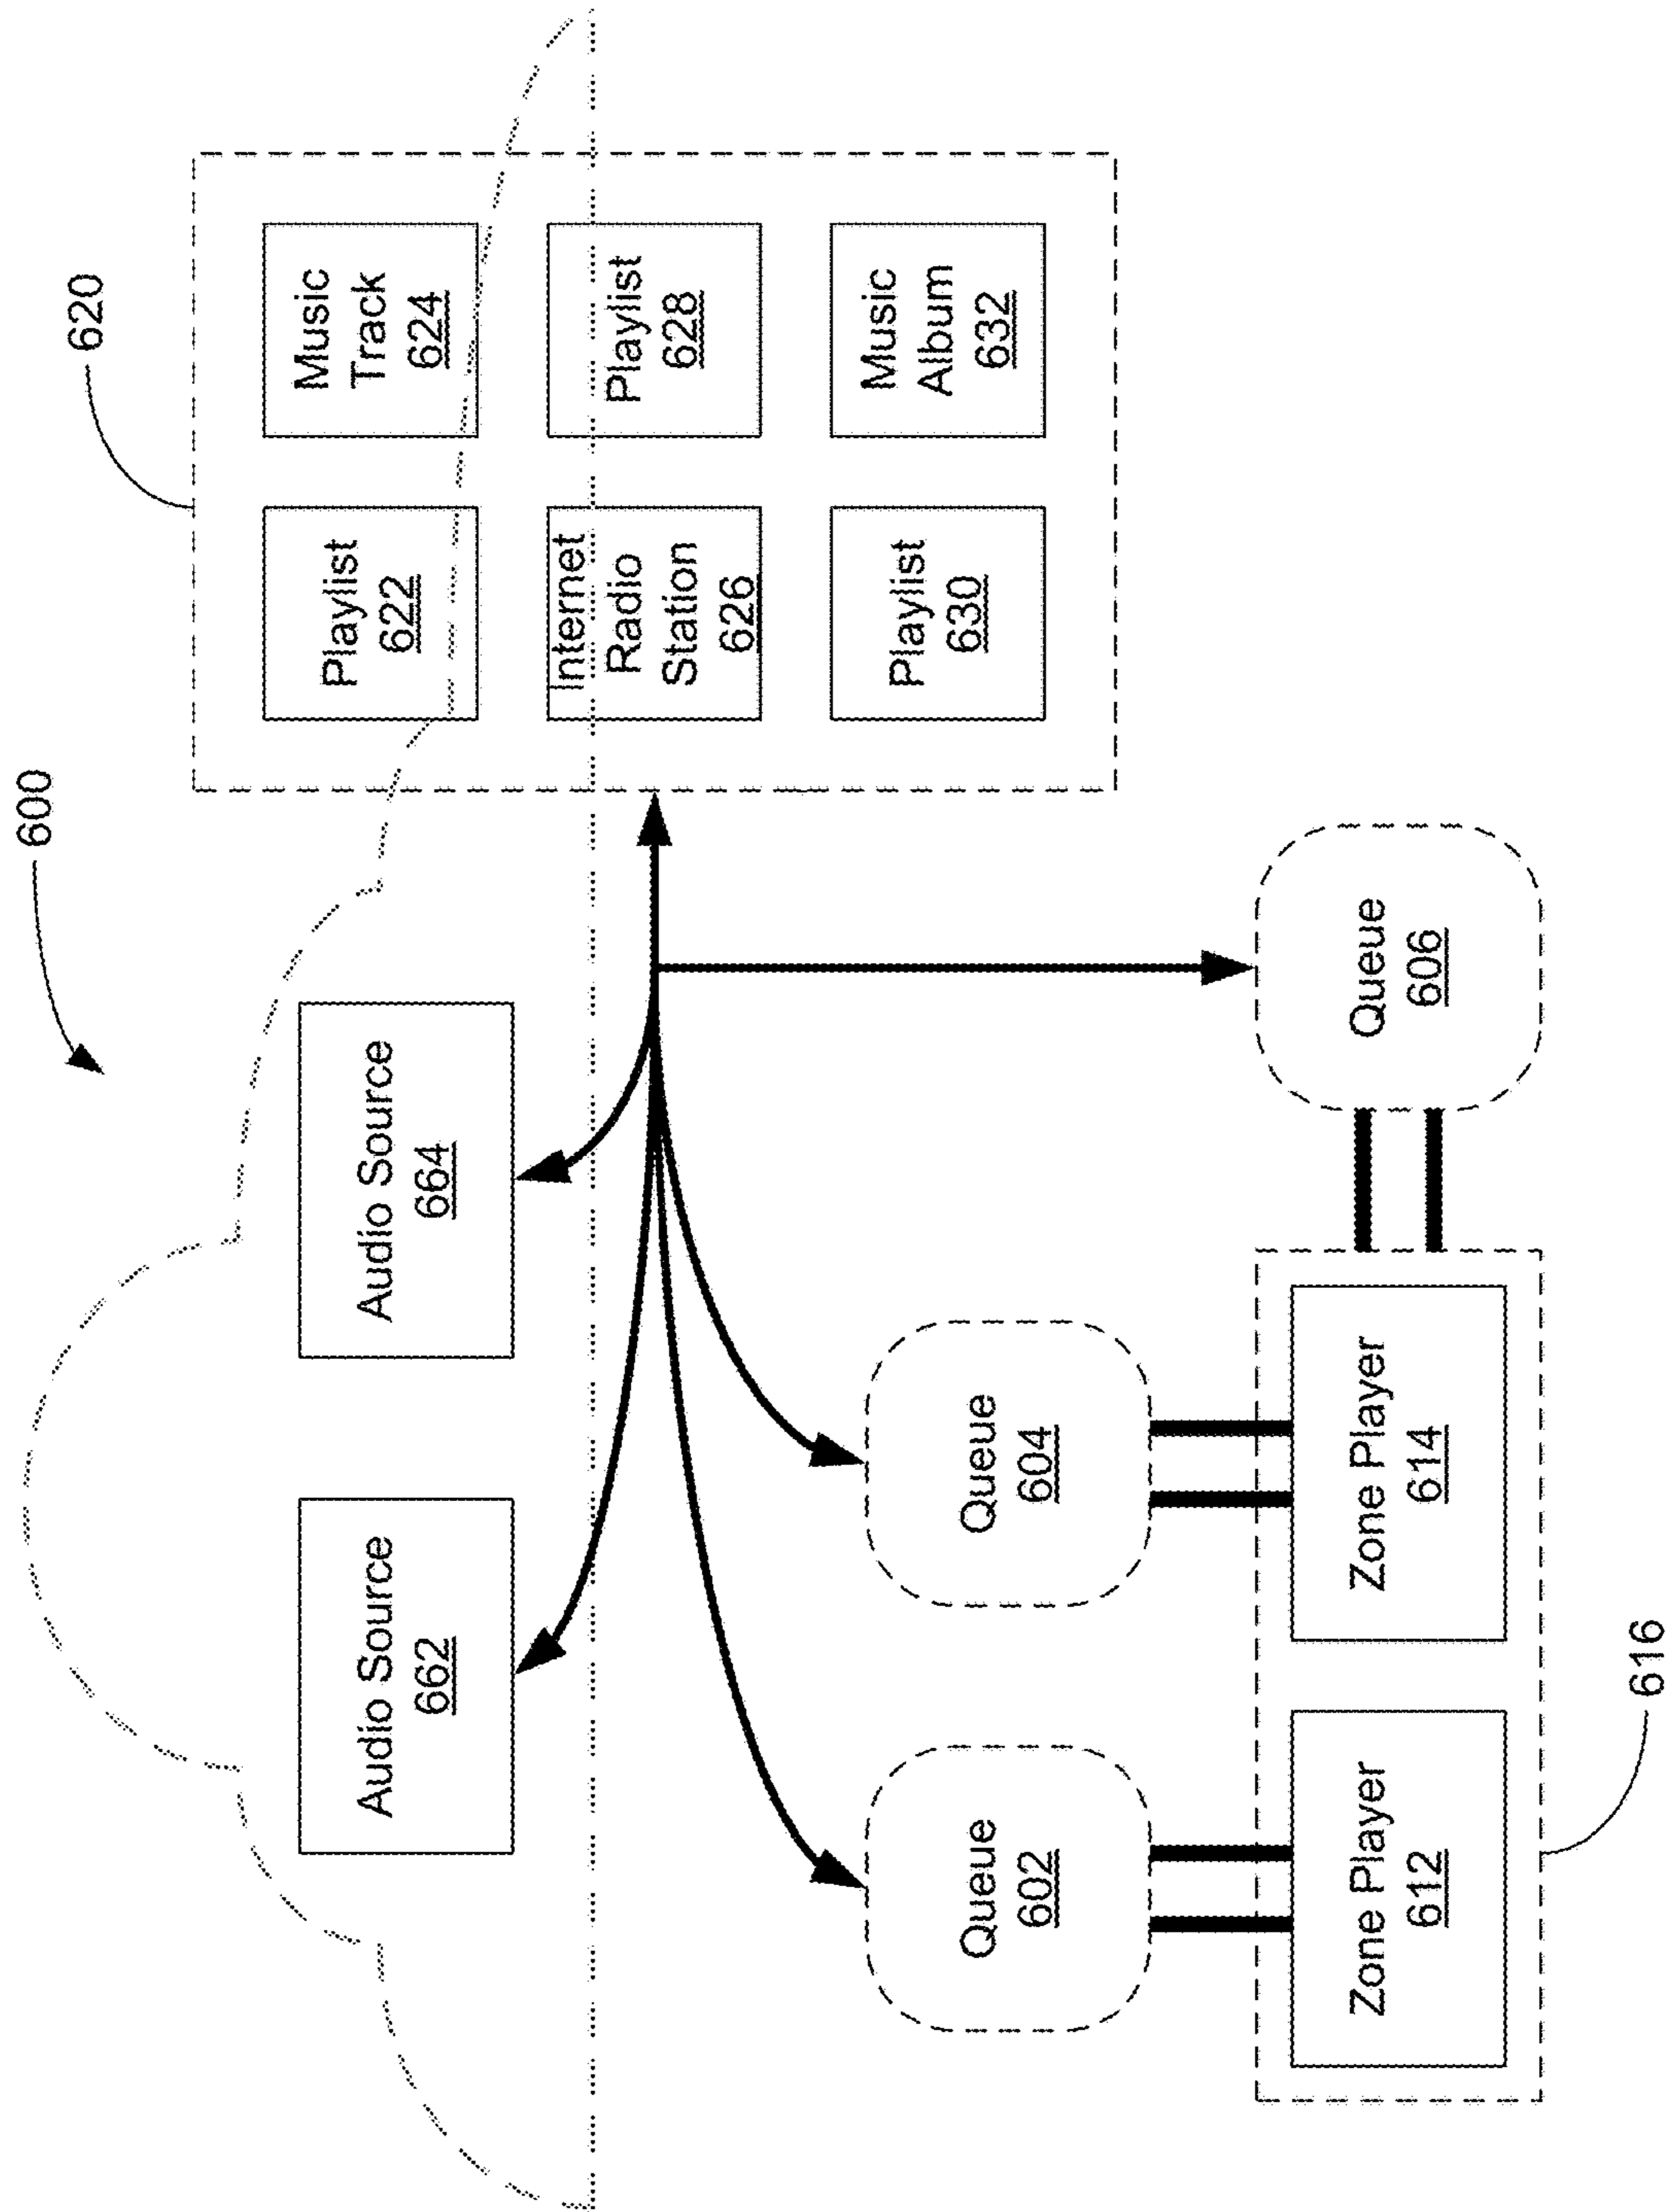 600
620
Audio Source
662
Audio Source
664
Playlist
622
Music
Track
624
Internet
Radio
Station
626
Playlist
628
Playlist
630
Music
Album
632
Queue
602
Queue
604
Queue
606
Zone Player
612
Zone Player
614
616